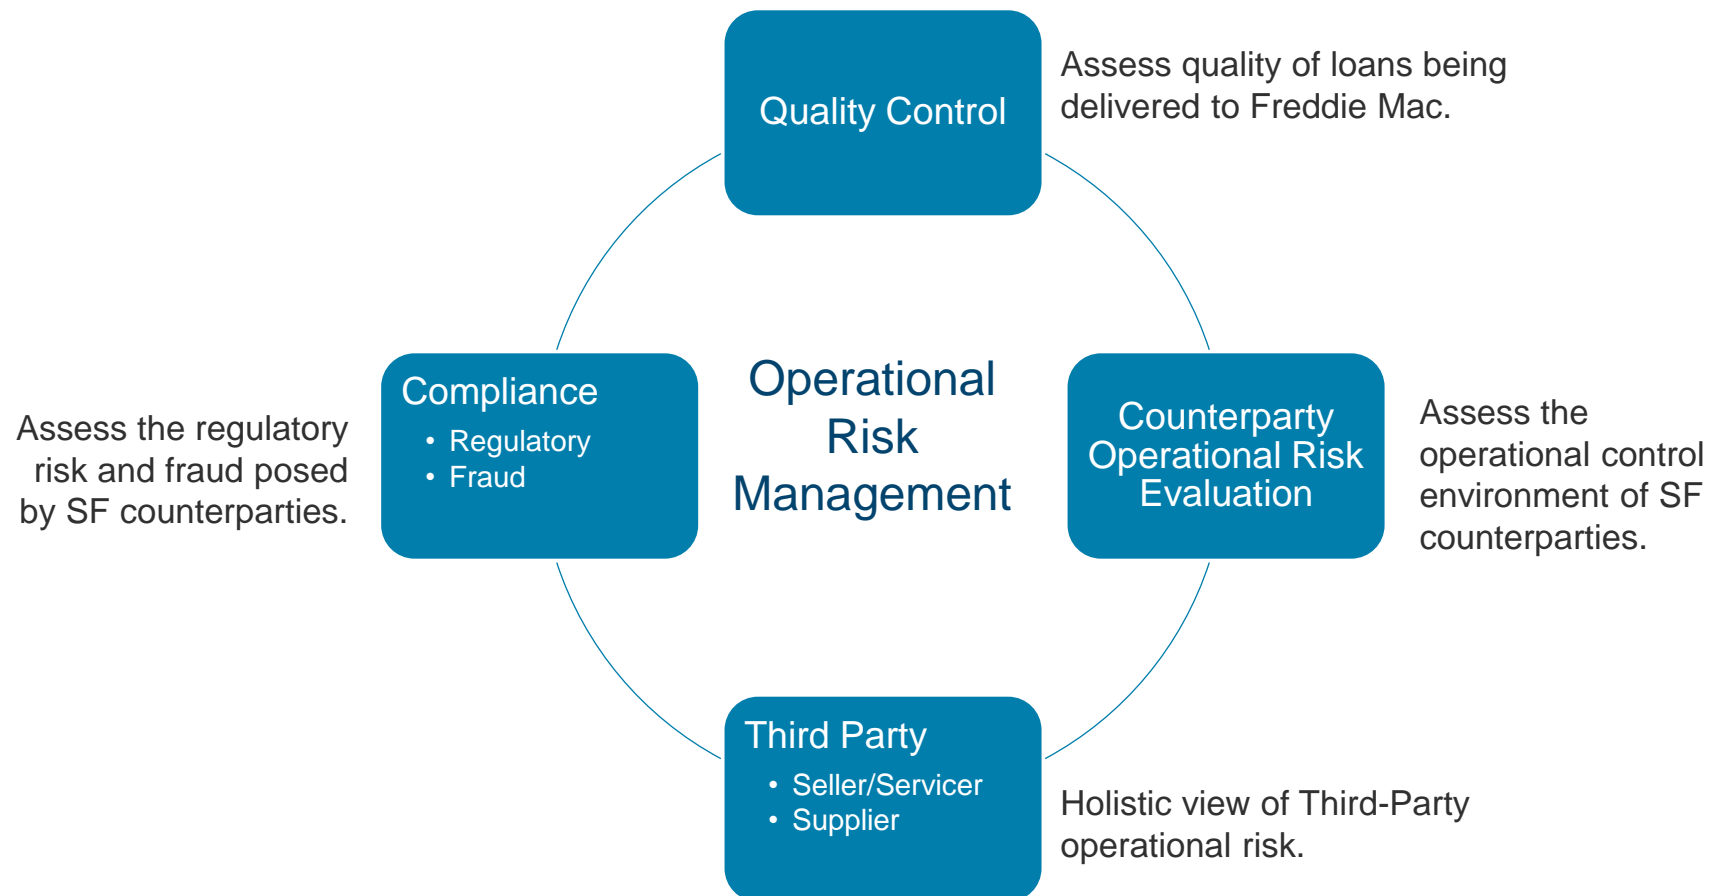 Quality Control
Assess quality of loans being
delivered to Freddie Mac.
Operational
Risk
Management
Compliance
• Regulatory
• Fraud
Assess the regulatory
risk and fraud posed
by SF counterparties.
Counterparty
Operational Risk
Evaluation
Assess the
operational control
environment of SF
counterparties.
Third Party
• Seller/Servicer
• Supplier
Holistic view of Third-Party
operational risk.